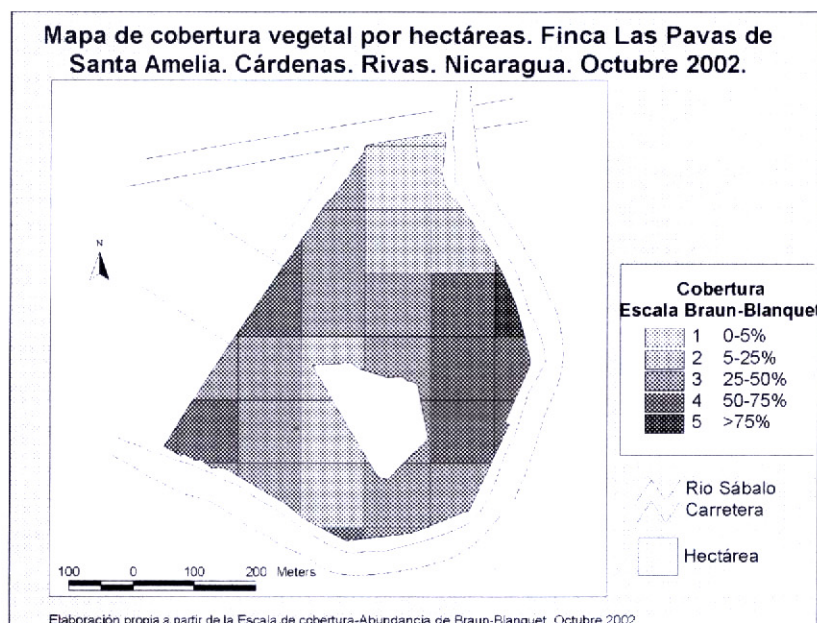 Mapa de cobertura vegetal por hectáreas. Finca Las Pavas de
Santa Amelia. Cárdenas. Rivas. Nicaragua. Octubre 2002.
N
Cobertura
Escala Braun-Blanquet
1 0-5%
2 5-25%
3 25-50%
4 50-75%
5 >75%
Rio Sábalo
Carretera
Hectárea
100 0 100 200 Meters
Elaboración propia a partir de la Escala de cobertura-Abundancia de Braun-Blanquet. Octubre 2002